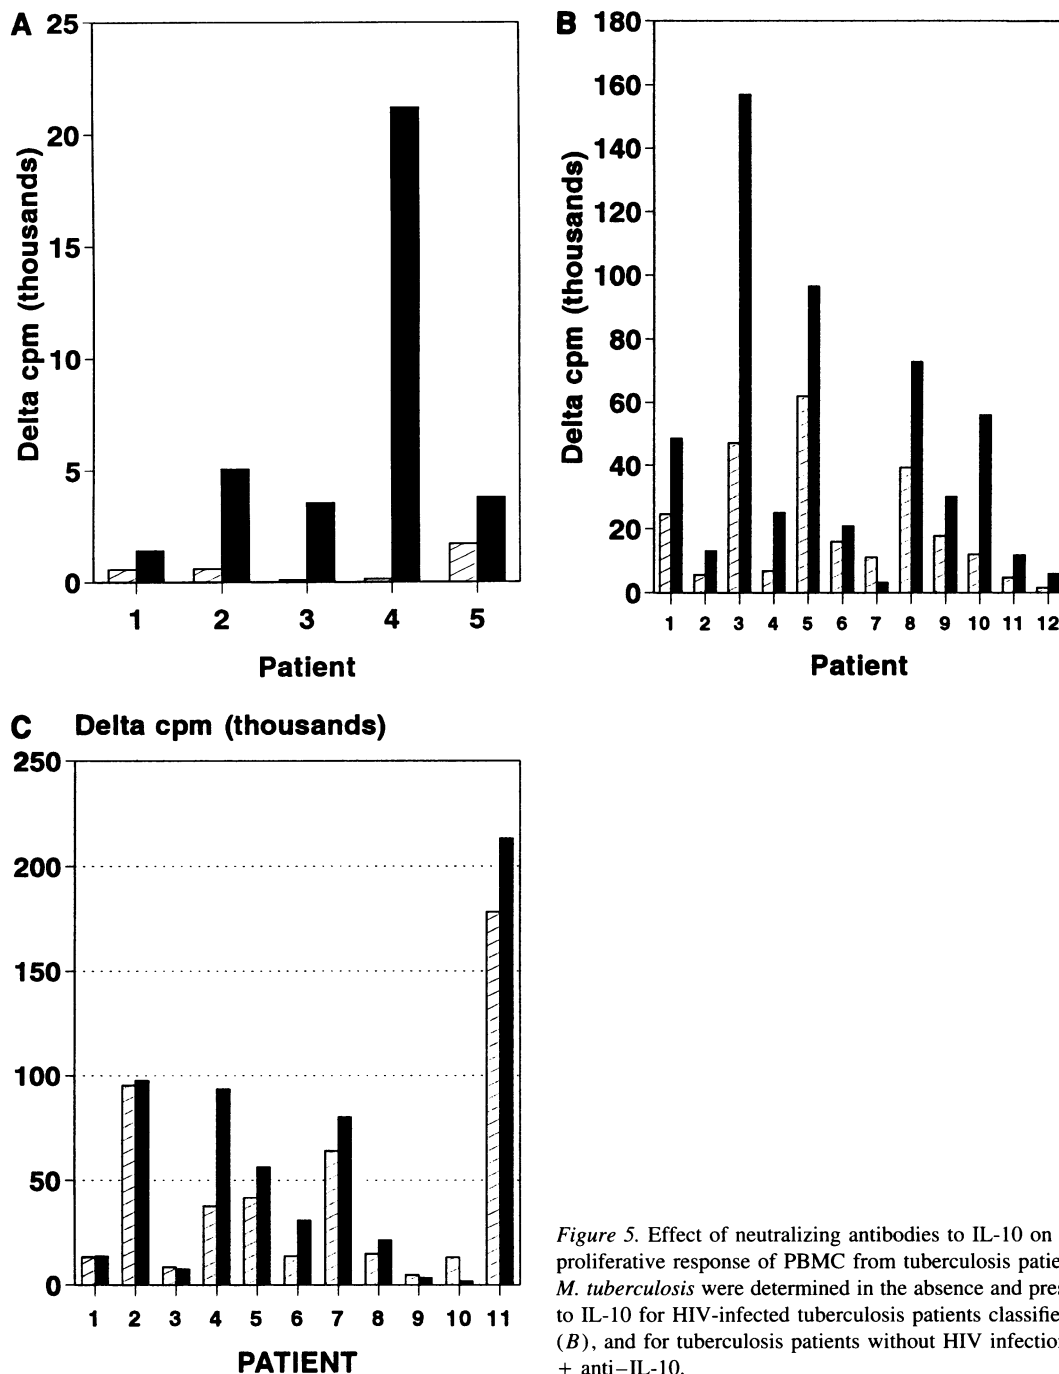 A
25
20
15
10
5
0
Delta cpm (thousands)
1 2 3 4 5
Patient
B
180
160
140
120
100
80
60
40
20
0
Delta cpm (thousands)
1 2 3 4 5 6 7 8 9 10 11 12
Patient
C Delta cpm (thousands)
250
200
150
100
50
0
1 2 3 4 5 6 7 8 9 10 11
PATIENT
Figure 5. Effect of neutralizing antibodies to IL-10 on
proliferative response of PBMC from tuberculosis patie
M. tuberculosis were determined in the absence and pres
to IL-10 for HIV-infected tuberculosis patients classifie
(B), and for tuberculosis patients without HIV infection
+ anti–IL-10.